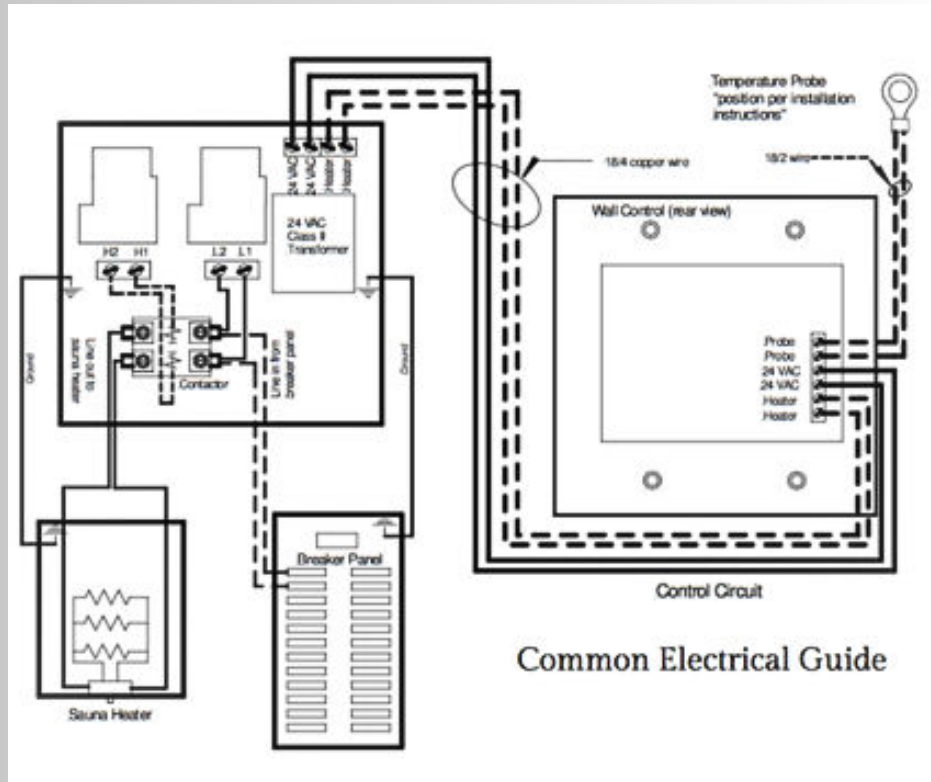 Temperature Probe
"position per installation
instructions"
18/4 copper wire
18/2 wire
24 VAC
24 VAC
Heater
Heater
24 VAC
Class II
Transformer
H2 H1
L2 L1
Wall Control (rear view)
Probe
Probe
24 VAC
24 VAC
Heater
Heater
Ground
Line out to
sauna heater
Contactor
Line in from
breaker panel
Ground
Breaker Panel
Sauna Heater
Control Circuit
Common Electrical Guide